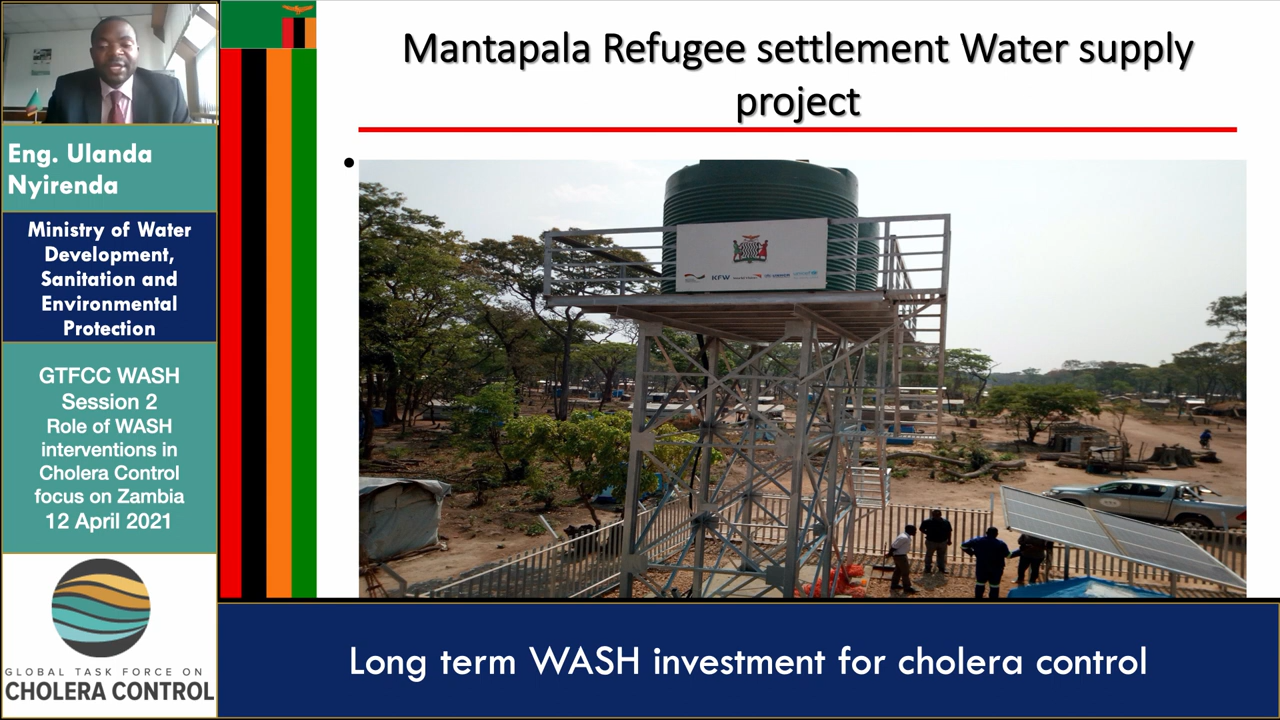 Eng. Ulanda
Nyirenda
Ministry of Water
Development,
Sanitation and
Environmental
Protection
GTFCC WASH
Session 2
Role of WASH
interventions in
Cholera Control
focus on Zambia
12 April 2021
GLOBAL TASK FORCE ON
CHOLERA CONTROL
Mantapala Refugee settlement Water supply
project
•
KFW
unicef
Long term WASH investment for cholera control